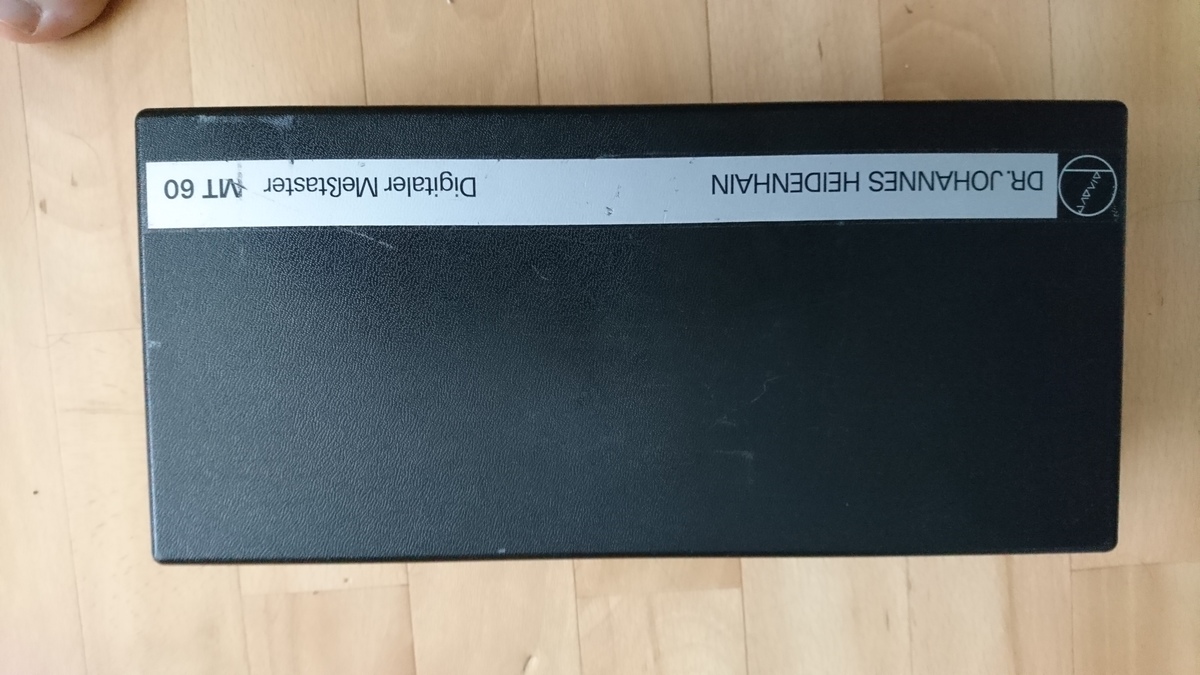 DR. JOHANNES HEIDENHAIN Digitaler Meßtaster MT 60